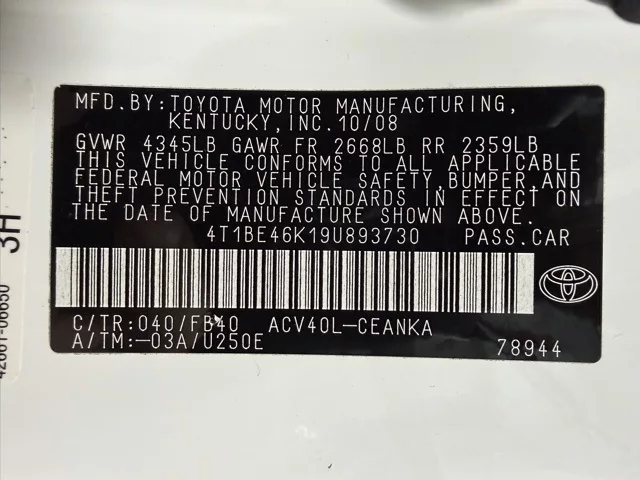 MFD.BY:TOYOTA MOTOR MANUFACTURING,
KENTUCKY,INC.10/08
GVWR 4345LB GAWR FR 2668LB RR 2359LB
THIS VEHICLE CONFORMS TO ALL APPLICABLE
FEDERAL MOTOR VEHICLE SAFETY,BUMPER,AND
THEFT PREVENTION STANDARDS IN EFFECT ON
THE DATE OF MANUFACTURE SHOWN ABOVE.
4T1BE46K19U893730 PASS.CAR
C/TR:040/FB40 ACV40L-CEANKA
A/TM:-03A/U250E
78944
3H
42661-06650